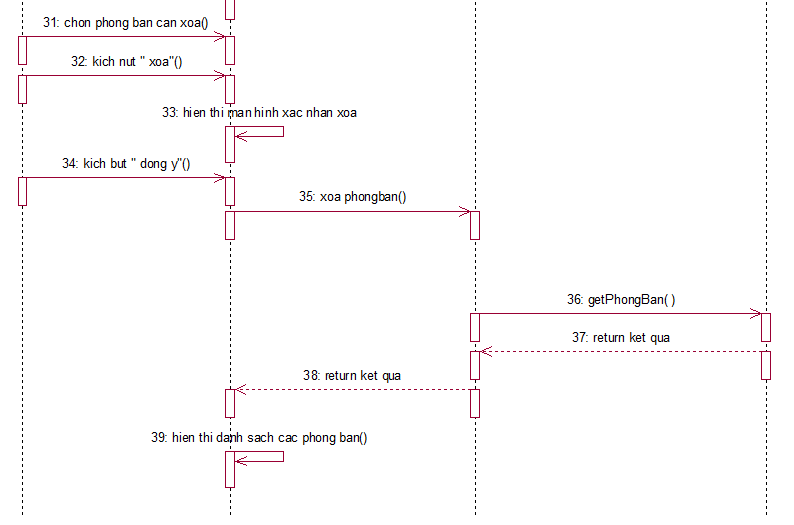 31: chon phong ban can xoa()
32: kich nut " xoa"()
33: hien thi man hinh xac nhan xoa
34: kich but " dong y"()
35: xoa phongban()
36: getPhongBan( )
37: return ket qua
38: return ket qua
39: hien thi danh sach cac phong ban()